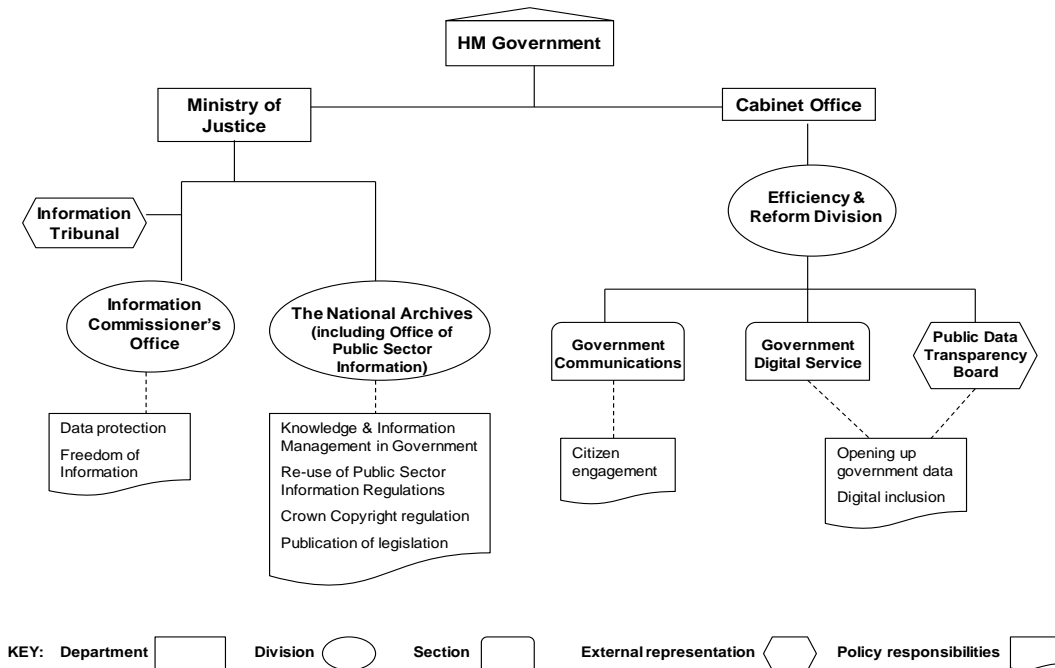 HM Government
Ministry of
Justice
Cabinet Office
Information
Tribunal
Efficiency &
Reform Division
Information
Commissioner's
Office
The National Archives
(including Office of
Public Sector
Information)
Government
Communications
Government
Digital Service
Public Data
Transparency
Board
Data protection
Freedom of
Information
Knowledge & Information
Management in Government
Re-use of Public Sector
Information Regulations
Crown Copyright regulation
Publication of legislation
Citizen
engagement
Opening up
government data
Digital inclusion
KEY: Department Division Section External representation Policy responsibilities